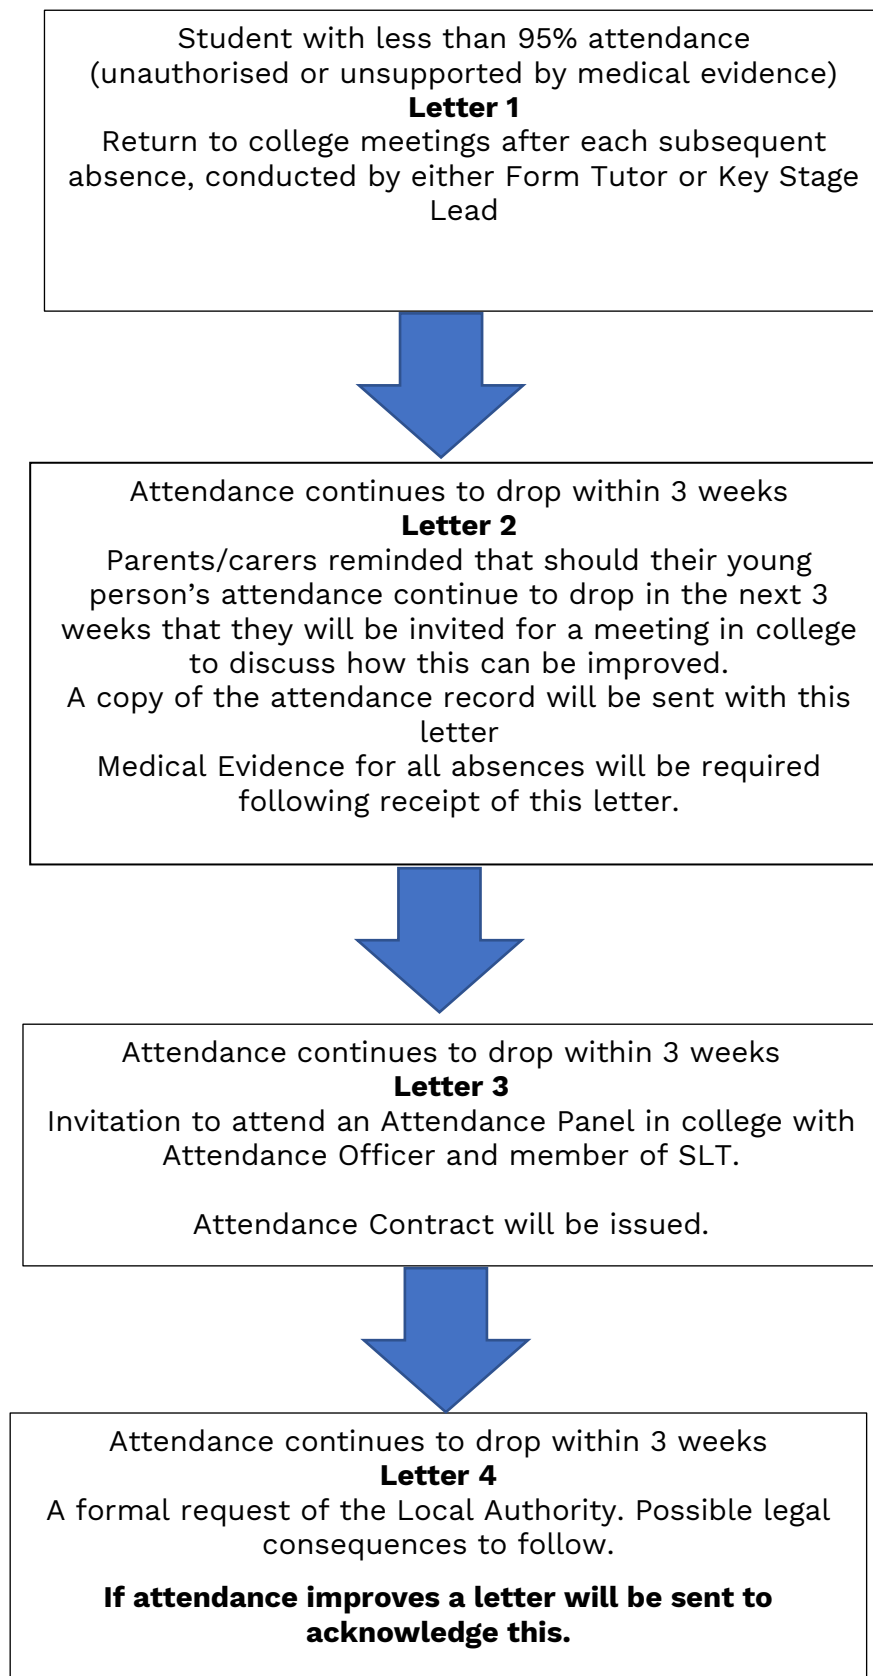 Student with less than 95% attendance
(unauthorised or unsupported by medical evidence)
Letter 1
Return to college meetings after each subsequent
absence, conducted by either Form Tutor or Key Stage
Lead
Attendance continues to drop within 3 weeks
Letter 2
Parents/carers reminded that should their young
person’s attendance continue to drop in the next 3
weeks that they will be invited for a meeting in college
to discuss how this can be improved.
A copy of the attendance record will be sent with this
letter
Medical Evidence for all absences will be required
following receipt of this letter.
Attendance continues to drop within 3 weeks
Letter 3
Invitation to attend an Attendance Panel in college with
Attendance Officer and member of SLT.
Attendance Contract will be issued.
Attendance continues to drop within 3 weeks
Letter 4
A formal request of the Local Authority. Possible legal
consequences to follow.
If attendance improves a letter will be sent to
acknowledge this.